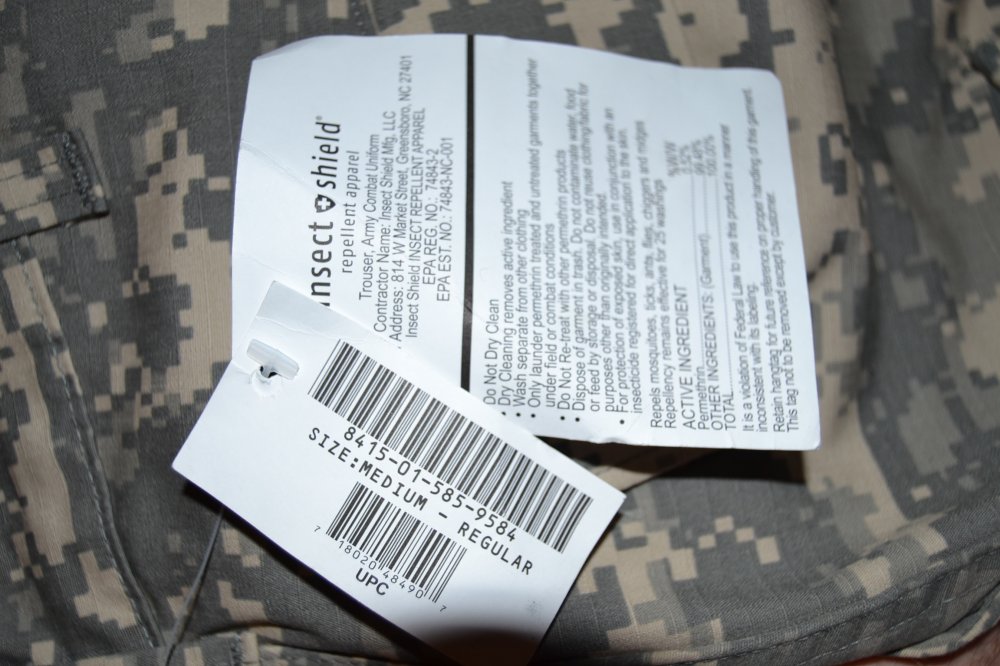 insect shield®
repellent apparel
Trouser, Army Combat Uniform
Contractor Name: Insect Shield Mfg, LLC
Address: 814 W Market Street, Greensboro, NC 27401
Insect Shield INSECT REPELLENT APPAREL
EPA REG. NO.: 74843-2
EPA EST. NO.: 74843-NC-001
• Do Not Dry Clean
Dry Cleaning removes active ingredient
• Wash separate from other clothing
• Only launder permethrin treated and untreated garments together
under field or combat conditions
• Do Not Re-treat with other permethrin products
• Dispose of garment in trash. Do not contaminate water, food
or feed by storage or disposal. Do not reuse clothing/fabric for
purposes other than originally intended.
• For protection of exposed skin, use in conjunction with an
insecticide registered for direct application to the skin.
Repels mosquitoes, ticks, ants, flies, chiggers and midges
Repellency remains effective for 25 washings
ACTIVE INGREDIENT %W/W
Permethrin 0.52%
OTHER INGREDIENTS: (Garment) 99.48%
TOTAL 100.00%
It is a violation of Federal Law to use this product in a manner
inconsistent with its labeling.
Retain hangtag for future reference on proper handling of this garment.
This tag not to be removed except by customer.
8415-01-585-9584
SIZE:MEDIUM - REGULAR
7 18020 48490 7
UPC